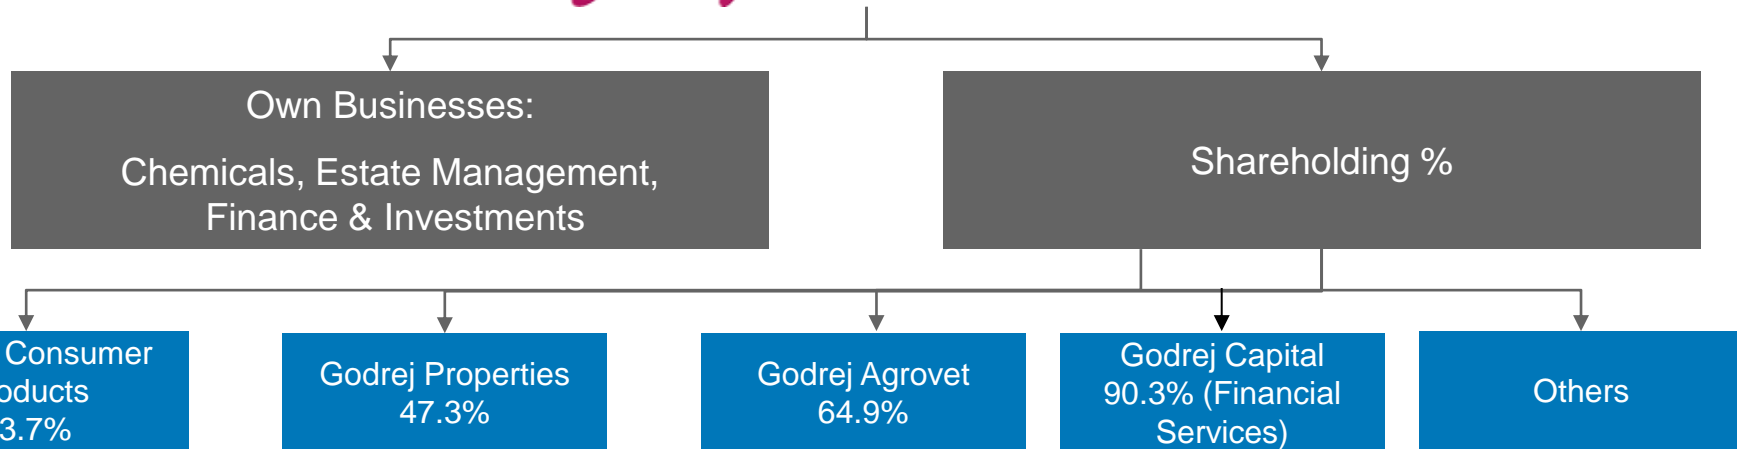 Own Businesses:
Chemicals, Estate Management,
Finance & Investments
Shareholding %
Consumer
oducts
3.7%
Godrej Properties
47.3%
Godrej Agrovet
64.9%
Godrej Capital
90.3% (Financial
Services)
Others